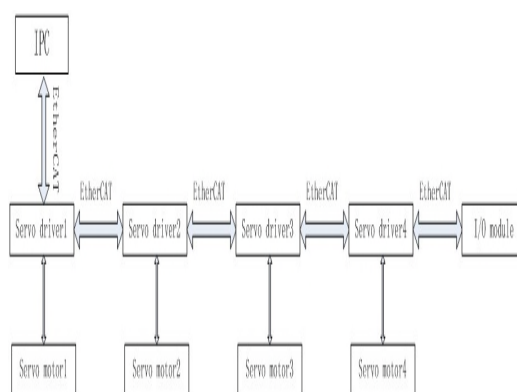 IPC
EtherCAT
EtherCAT
EtherCAT
EtherCAT
EtherCAT
Servo driver1
Servo driver2
Servo driver3
Servo driver4
I/O module
Servo motor1
Servo motor2
Servo motor3
Servo motor4